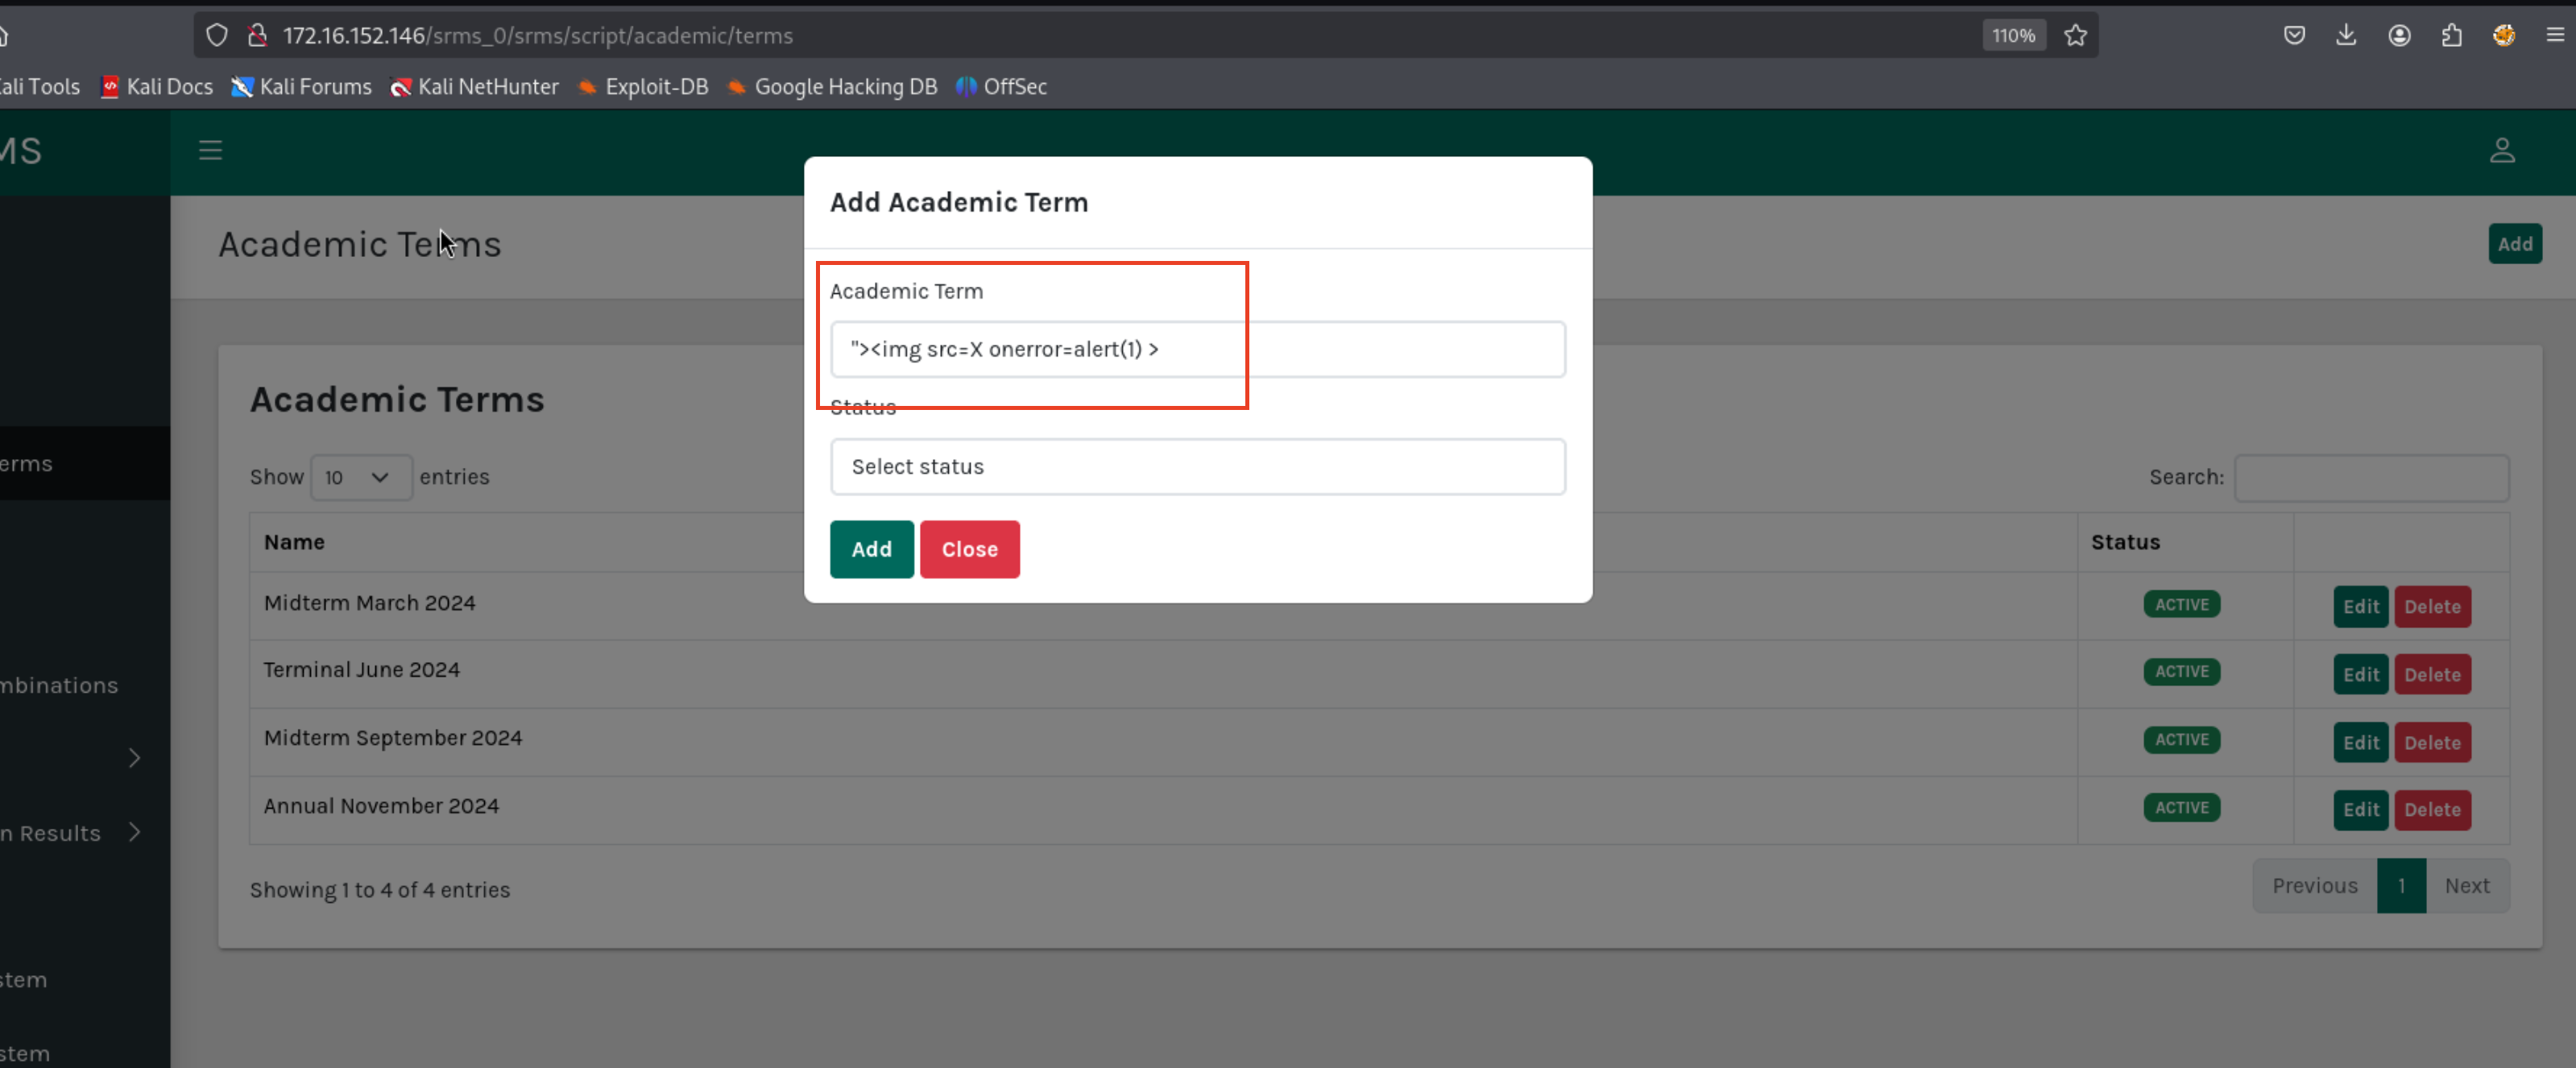 172.16.152.146/srms_0/srms/script/academic/terms
110%
ali Tools Kali Docs Kali Forums Kali NetHunter Exploit-DB Google Hacking DB OffSec
MS
Add Academic Term
Academic Terms
Add
Academic Term
"><img src=X onerror=alert(1) >
Academic Terms
Status
erms
Select status
Show 10 entries
Search:
Add Close
Name Status
Midterm March 2024 ACTIVE Edit Delete
Terminal June 2024 ACTIVE Edit Delete
mbinations
Midterm September 2024 ACTIVE Edit Delete
Annual November 2024 ACTIVE Edit Delete
n Results
Showing 1 to 4 of 4 entries
Previous 1 Next
stem
stem